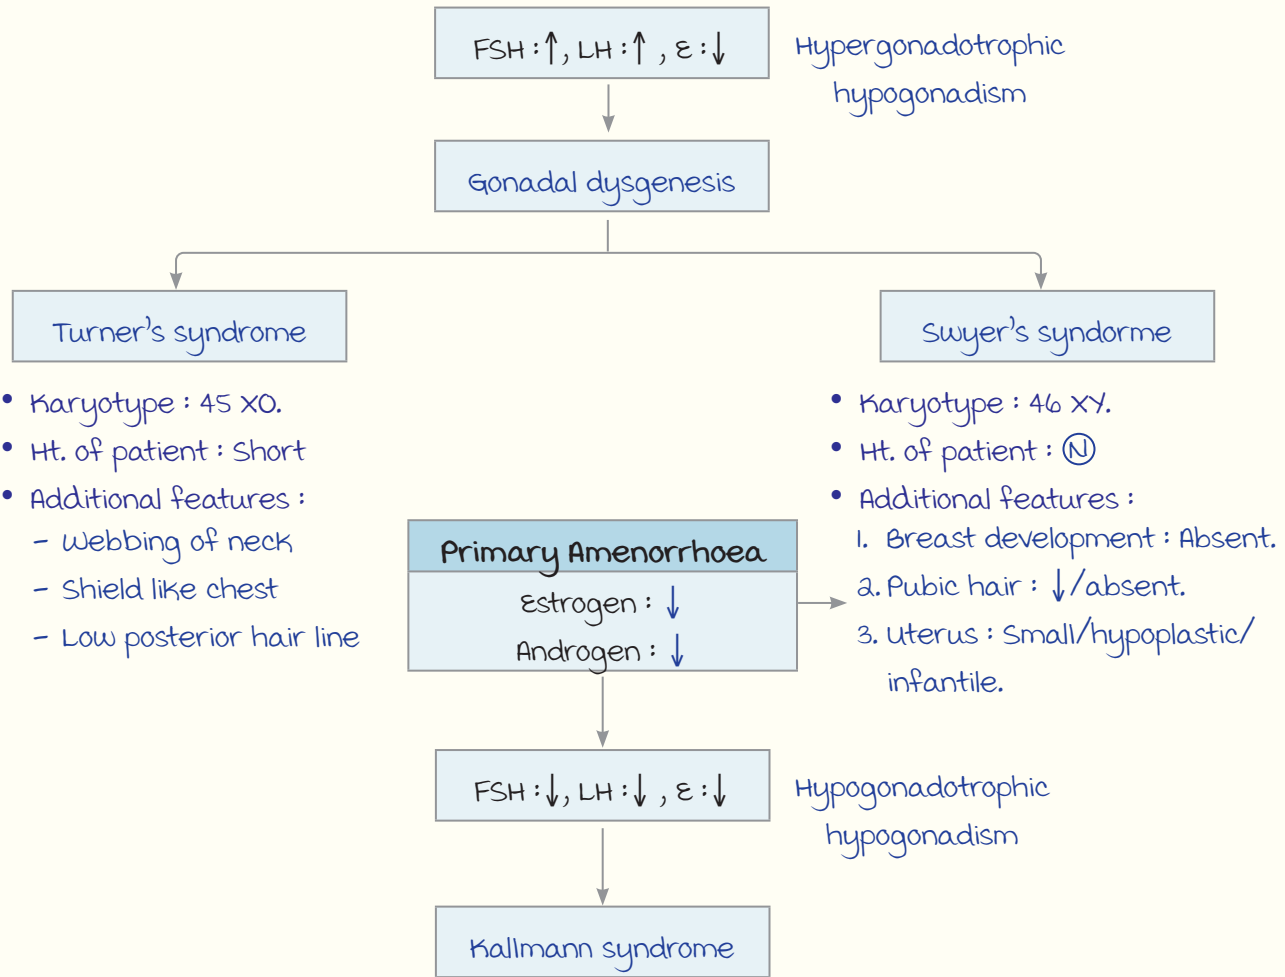 FSH : ↑, LH : ↑ , E : ↓
Hypergonadotrophic
hypogonadism
Gonadal dysgenesis
Turner's syndrome
• Karyotype : 45 XO.
• Ht. of patient : Short
• Additional features :
– Webbing of neck
– Shield like chest
– Low posterior hair line
Swyer's syndorme
• Karyotype : 46 XY.
• Ht. of patient : Ⓝ
• Additional features :
1. Breast development : Absent.
2. Pubic hair : ↓/absent.
3. Uterus : Small/hypoplastic/
infantile.
Primary Amenorrhoea
Estrogen : ↓
Androgen : ↓
FSH : ↓, LH : ↓ , E : ↓
Hypogonadotrophic
hypogonadism
Kallmann syndrome